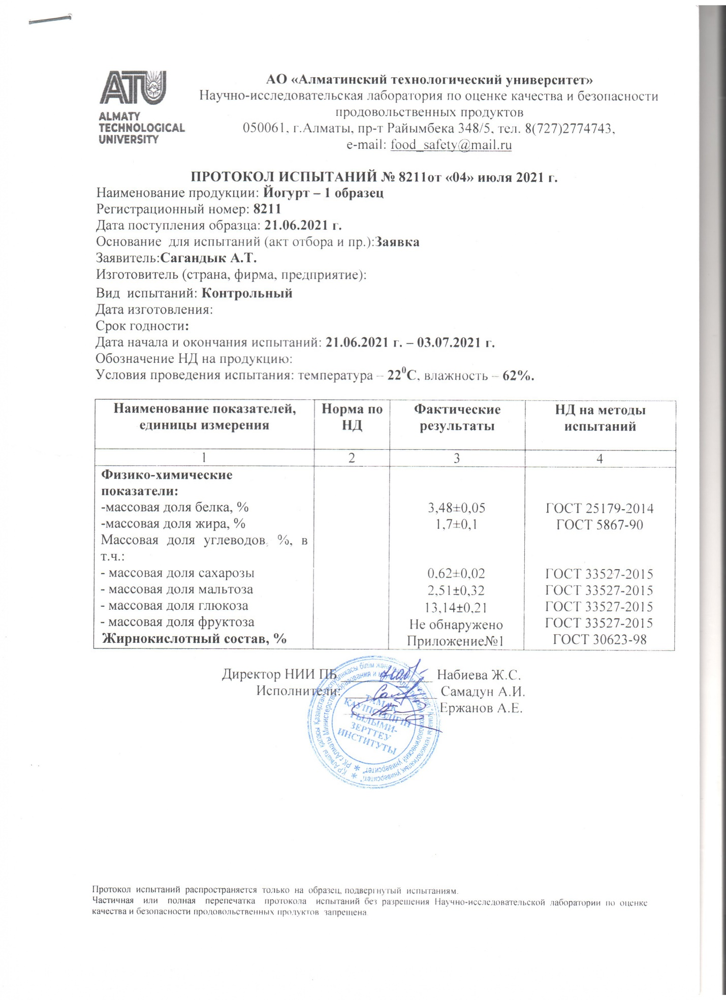 ATU
ALMATY
TECHNOLOGICAL
UNIVERSITY
АО «Алматинский технологический университет»
Научно-исследовательская лаборатория по оценке качества и безопасности
продовольственных продуктов
050061, г.Алматы, пр-т Райымбека 348/5, тел. 8(727)2774743,
e-mail: food_safety@mail.ru
ПРОТОКОЛ ИСПЫТАНИЙ № 8211от «04» июля 2021 г.
Наименование продукции: Йогурт – 1 образец
Регистрационный номер: 8211
Дата поступления образца: 21.06.2021 г.
Основание для испытаний (акт отбора и пр.):Заявка
Заявитель:Сагандык А.Т.
Изготовитель (страна, фирма, предприятие):
Вид испытаний: Контрольный
Дата изготовления:
Срок годности:
Дата начала и окончания испытаний: 21.06.2021 г. – 03.07.2021 г.
Обозначение НД на продукцию:
Условия проведения испытания: температура – 22⁰С, влажность – 62%.
Наименование показателей, Норма по Фактические НД на методы
единицы измерения НД результаты испытаний
1 2 3 4
Физико-химические
показатели:
-массовая доля белка, % 3,48±0,05 ГОСТ 25179-2014
-массовая доля жира, % 1,7±0,1 ГОСТ 5867-90
Массовая доля углеводов, %, в
т.ч.:
- массовая доля сахарозы 0,62±0,02 ГОСТ 33527-2015
- массовая доля мальтоза 2,51±0,32 ГОСТ 33527-2015
- массовая доля глюкоза 13,14±0,21 ГОСТ 33527-2015
- массовая доля фруктоза Не обнаружено ГОСТ 33527-2015
Жирнокислотный состав, % Приложение№1 ГОСТ 30623-98
Директор НИИ ПБ Набиева Ж.С.
Исполнители: Самадун А.И.
Ержанов А.Е.
ТАМАҚ
ҚАУІПСІЗДІГІН
ҒЫЛЫМИ-
ЗЕРТТЕУ
ИНСТИТУТЫ
Протокол испытаний распространяется только на образец, подвергнутый испытаниям.
Частичная или полная перепечатка протокола испытаний без разрешения Научно-исследовательской лаборатории по оценке
качества и безопасности продовольственных продуктов запрещена.